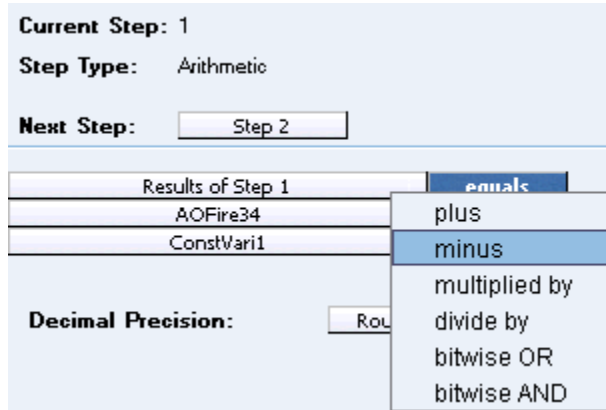 Current Step: 1
Step Type: Arithmetic
Next Step: Step 2
Results of Step 1 equals
AOFire34
ConstVari1
plus
minus
multiplied by
divide by
bitwise OR
bitwise AND
Decimal Precision: